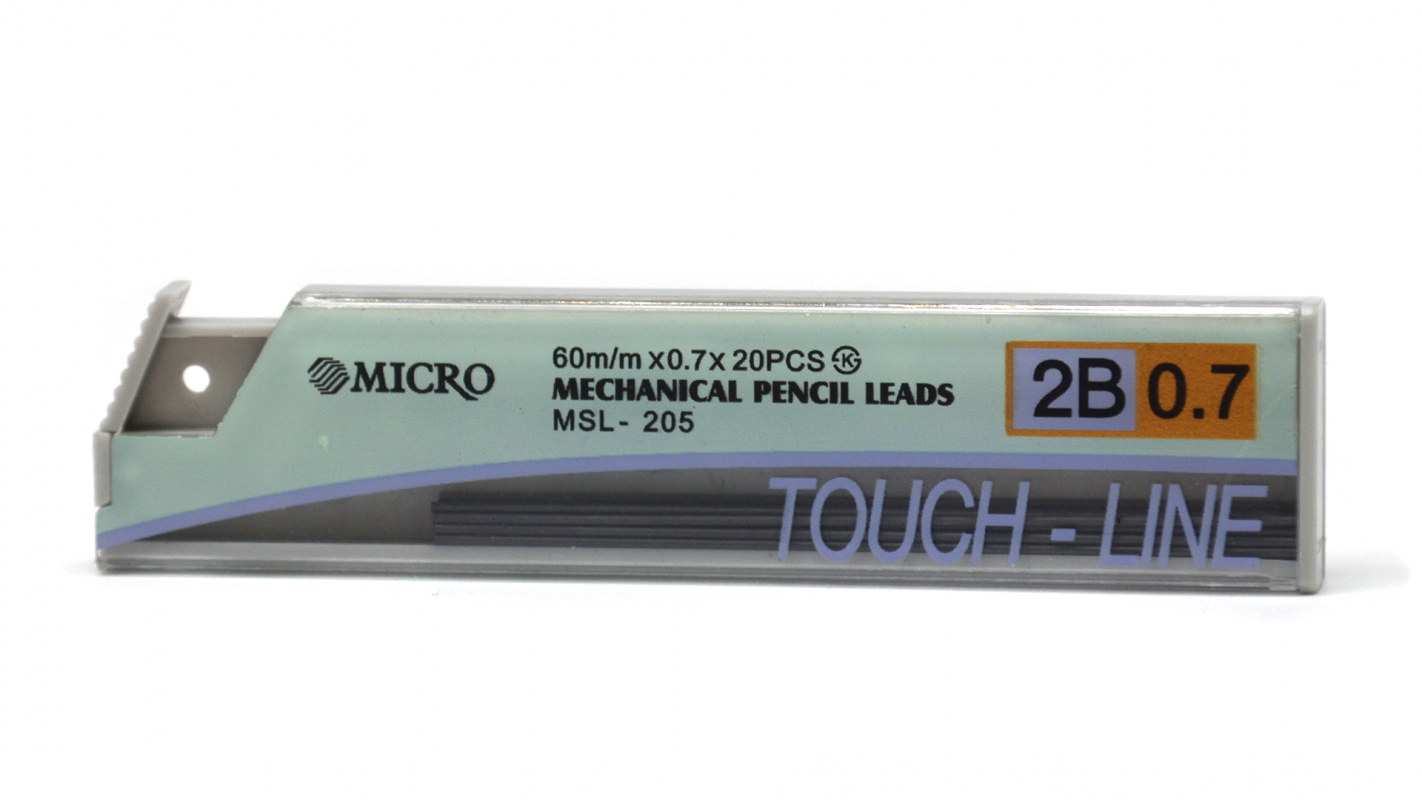 MICRO
60m/m x0.7x 20PCS
MECHANICAL PENCIL LEADS
MSL- 205
2B 0.7
TOUCH - LINE